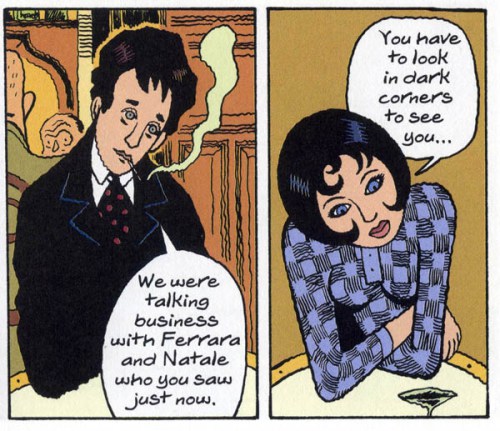 We were
talking
business
with Ferrara
and Natale
who you saw
just now.
You have
to look
in dark
corners
to see
you...